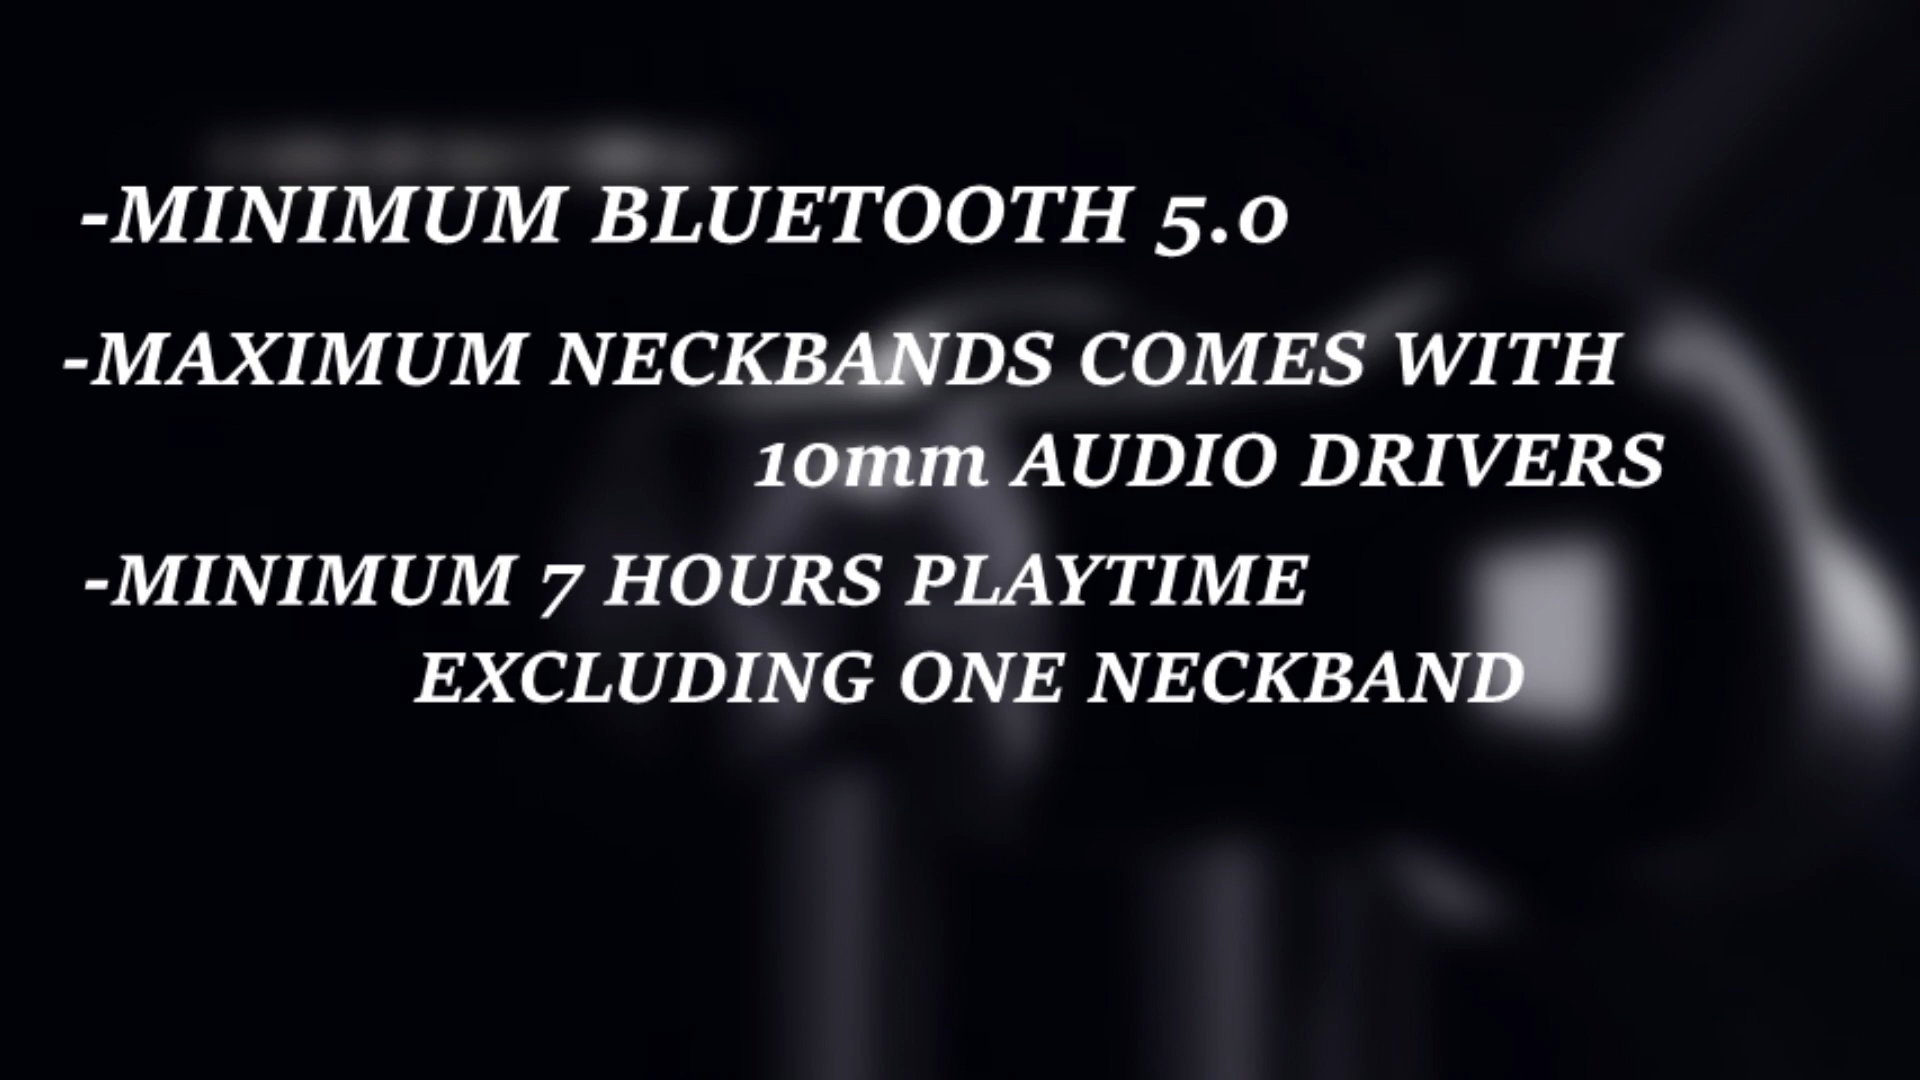 -MINIMUM BLUETOOTH 5.0
-MAXIMUM NECKBANDS COMES WITH
10mm AUDIO DRIVERS
-MINIMUM 7 HOURS PLAYTIME
EXCLUDING ONE NECKBAND